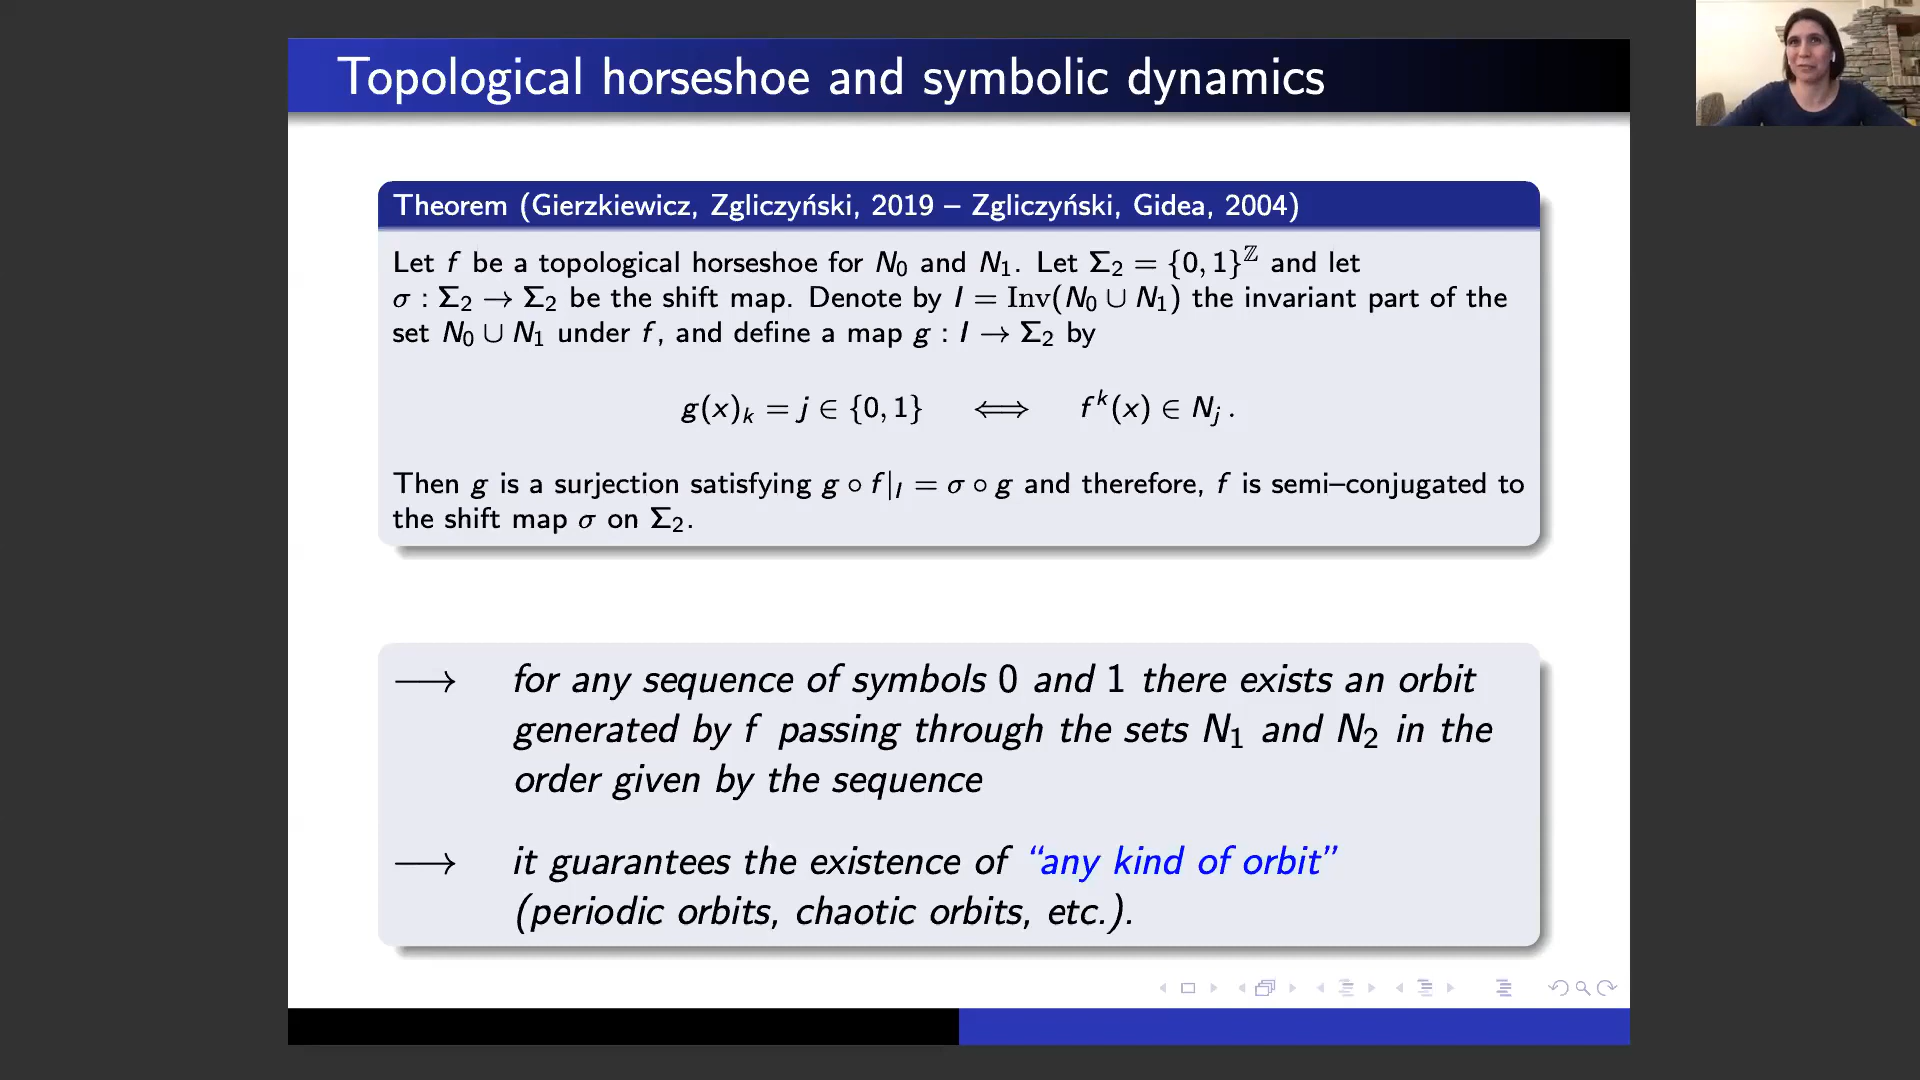 Topological horseshoe and symbolic dynamics
Theorem (Gierzkiewicz, Zgliczyński, 2019 – Zgliczyński, Gidea, 2004)
Let f be a topological horseshoe for N₀ and N₁. Let Σ₂ = {0, 1}^ℤ and let
σ : Σ₂ → Σ₂ be the shift map. Denote by I = Inv(N₀ ∪ N₁) the invariant part of the
set N₀ ∪ N₁ under f, and define a map g : I → Σ₂ by
g(x)ₖ = j ∈ {0, 1} ⟺ fᵏ(x) ∈ Nⱼ .
Then g is a surjection satisfying g ∘ f|_I = σ ∘ g and therefore, f is semi–conjugated to
the shift map σ on Σ₂.
⟶ for any sequence of symbols 0 and 1 there exists an orbit
generated by f passing through the sets N₁ and N₂ in the
order given by the sequence
⟶ it guarantees the existence of “any kind of orbit”
(periodic orbits, chaotic orbits, etc.).